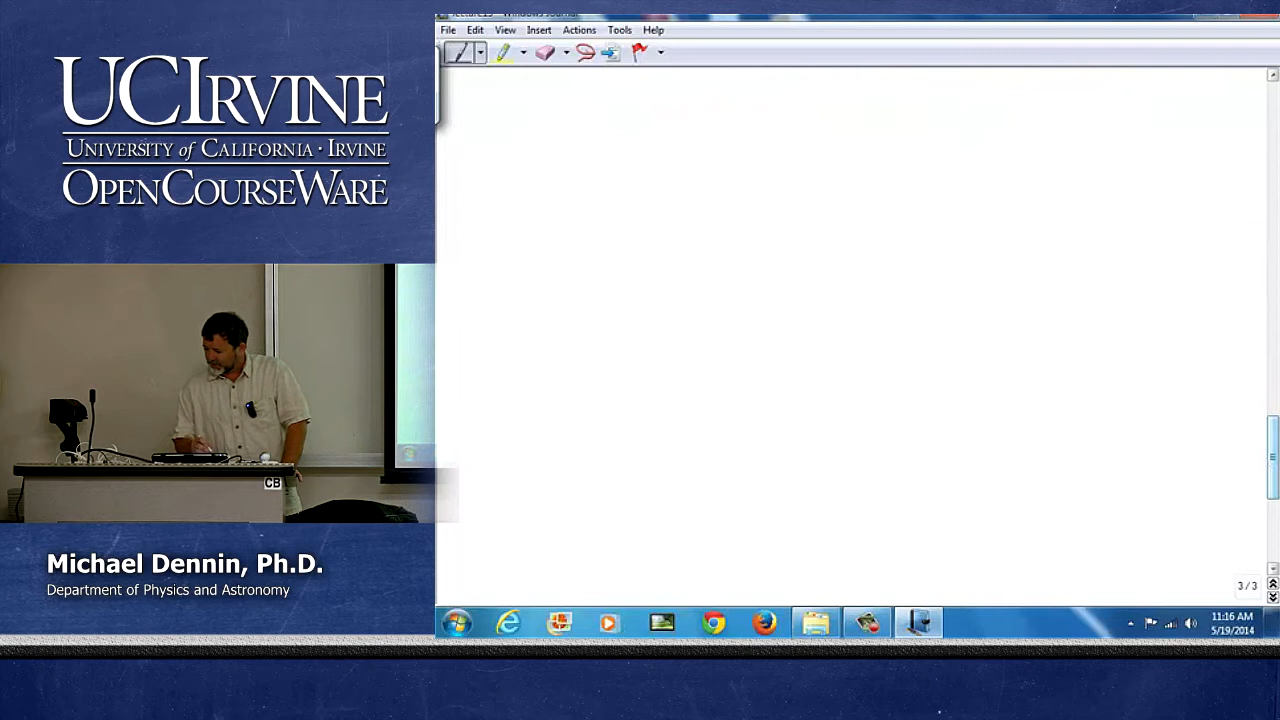 UCIRVINE
UNIVERSITY of CALIFORNIA · IRVINE
OPENCOURSEWARE
CB
Michael Dennin, Ph.D.
Department of Physics and Astronomy
File Edit View Insert Actions Tools Help
3 / 3
11:16 AM
5/19/2014